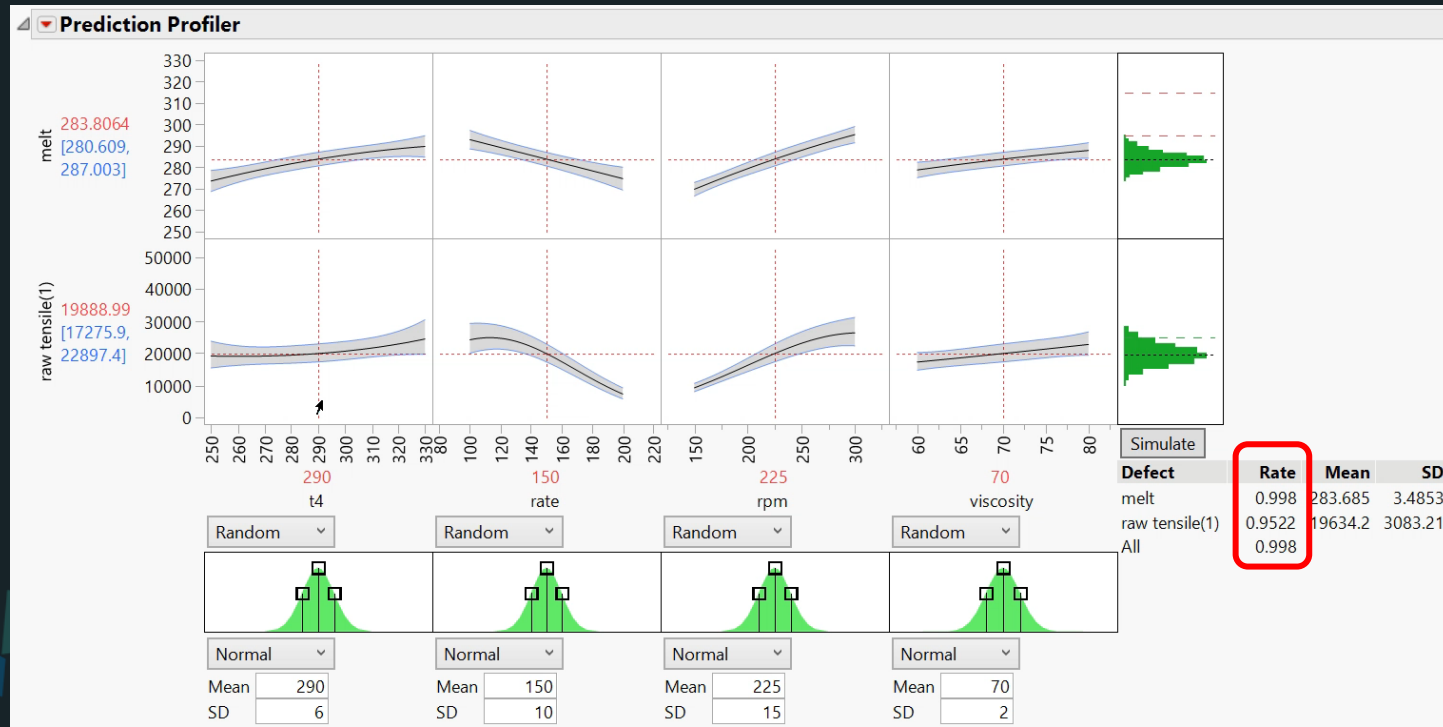 Prediction Profiler
330
320
310
300
290
280
270
260
250
melt
283.8064
[280.609,
287.003]
50000
40000
30000
20000
10000
0
raw tensile(1)
19888.99
[17275.9,
22897.4]
250 260 270 280 290 300 310 320 330
80 100 120 140 160 180 200 220
150 200 250 300
60 65 70 75 80
290 150 225 70
t4 rate rpm viscosity
Random Random Random Random
Normal Normal Normal Normal
Mean 290 Mean 150 Mean 225 Mean 70
SD 6 SD 10 SD 15 SD 2
Simulate
Defect Rate Mean SD
melt 0.998 283.685 3.4853
raw tensile(1) 0.9522 19634.2 3083.21
All 0.998